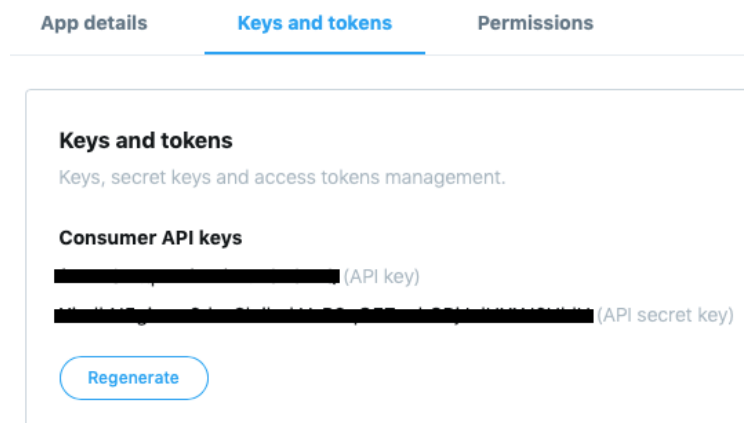 App details Keys and tokens Permissions
Keys and tokens
Keys, secret keys and access tokens management.
Consumer API keys
(API key)
(API secret key)
Regenerate